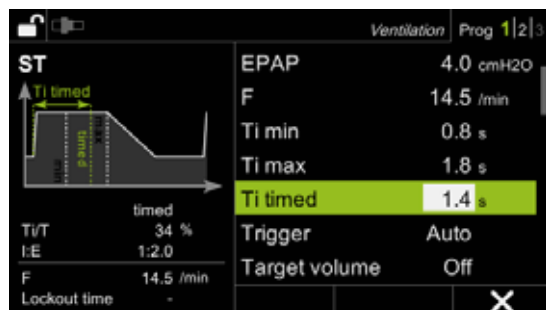 Ventilation Prog 1|2|3
ST
Ti timed
min
timed
max
timed
Ti/T 34 %
I:E 1:2.0
F 14.5 /min
Lockout time -
EPAP 4.0 cmH2O
F 14.5 /min
Ti min 0.8 s
Ti max 1.8 s
Ti timed 1.4 s
Trigger Auto
Target volume Off